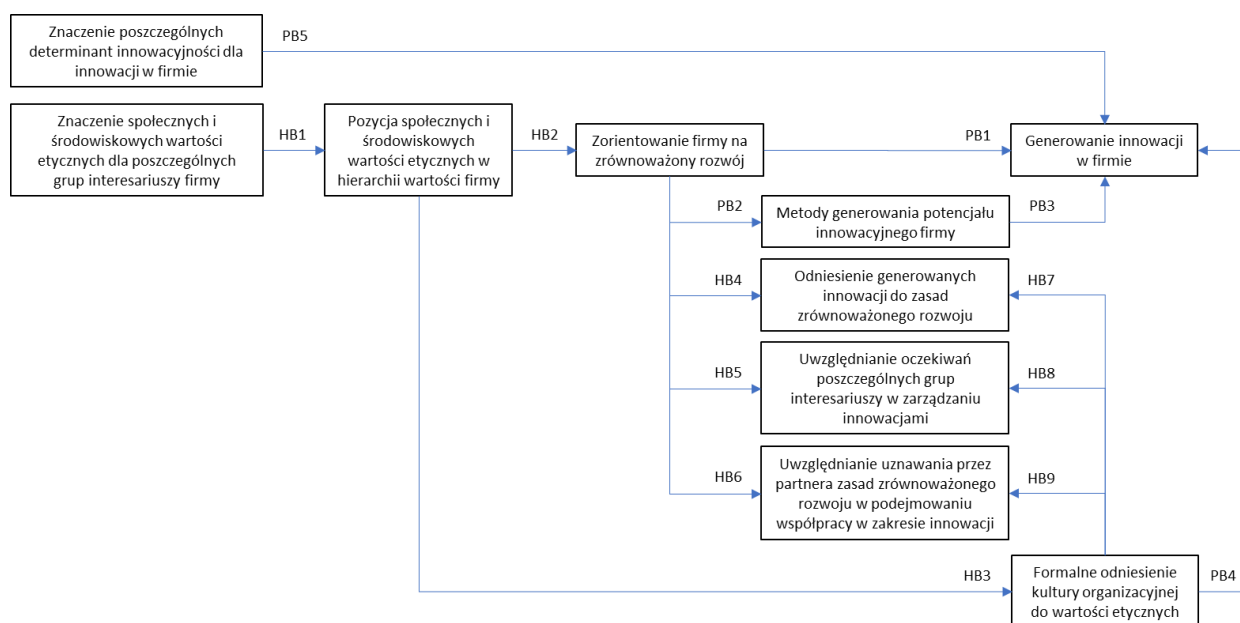 Znaczenie poszczególnych
determinant innowacyjności dla
innowacji w firmie
PB5
Znaczenie społecznych i
środowiskowych wartości
etycznych dla poszczególnych
grup interesariuszy firmy
HB1
Pozycja społecznych i
środowiskowych
wartości etycznych w
hierarchii wartości firmy
HB2
Zorientowanie firmy na
zrównoważony rozwój
PB1
Generowanie innowacji
w firmie
PB2
Metody generowania potencjału
innowacyjnego firmy
PB3
HB4
Odniesienie generowanych
innowacji do zasad
zrównoważonego rozwoju
HB7
HB5
Uwzględnianie oczekiwań
poszczególnych grup
interesariuszy w zarządzaniu
innowacjami
HB8
HB6
Uwzględnianie uznawania przez
partnera zasad zrównoważonego
rozwoju w podejmowaniu
współpracy w zakresie innowacji
HB9
HB3
Formalne odniesienie
kultury organizacyjnej
do wartości etycznych
PB4